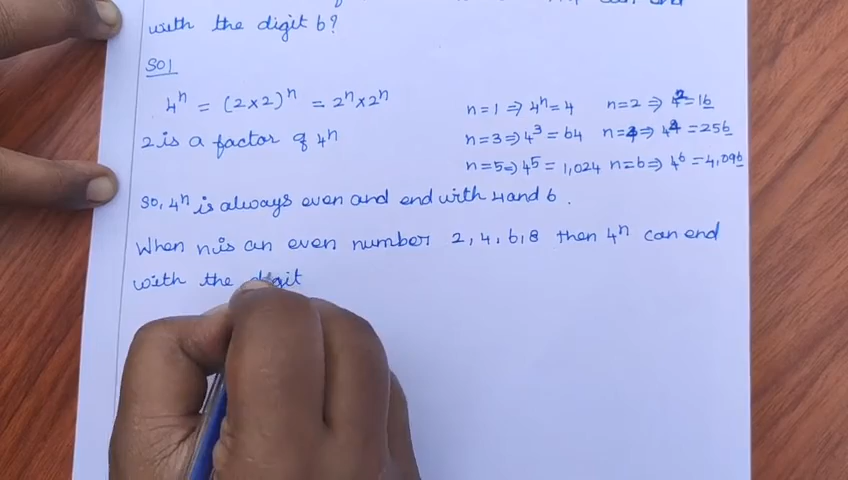 can end
with the digit 6?
Sol
4ⁿ = (2×2)ⁿ = 2ⁿ×2ⁿ
2 is a factor of 4ⁿ
n=1 ⇒ 4ⁿ=4 n=2 ⇒ 4²=16
n=3 ⇒ 4³=64 n=4 ⇒ 4⁴=256
n=5 ⇒ 4⁵=1,024 n=6 ⇒ 4⁶=4,096
So, 4ⁿ is always even and end with 4 and 6.
When n is an even number 2, 4, 6, 8 then 4ⁿ can end
with the digit